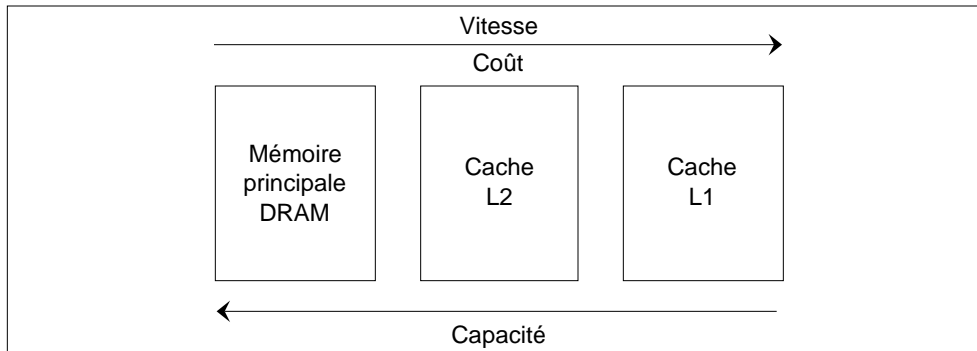 Vitesse
Coût
Mémoire
principale
DRAM
Cache
L2
Cache
L1
Capacité